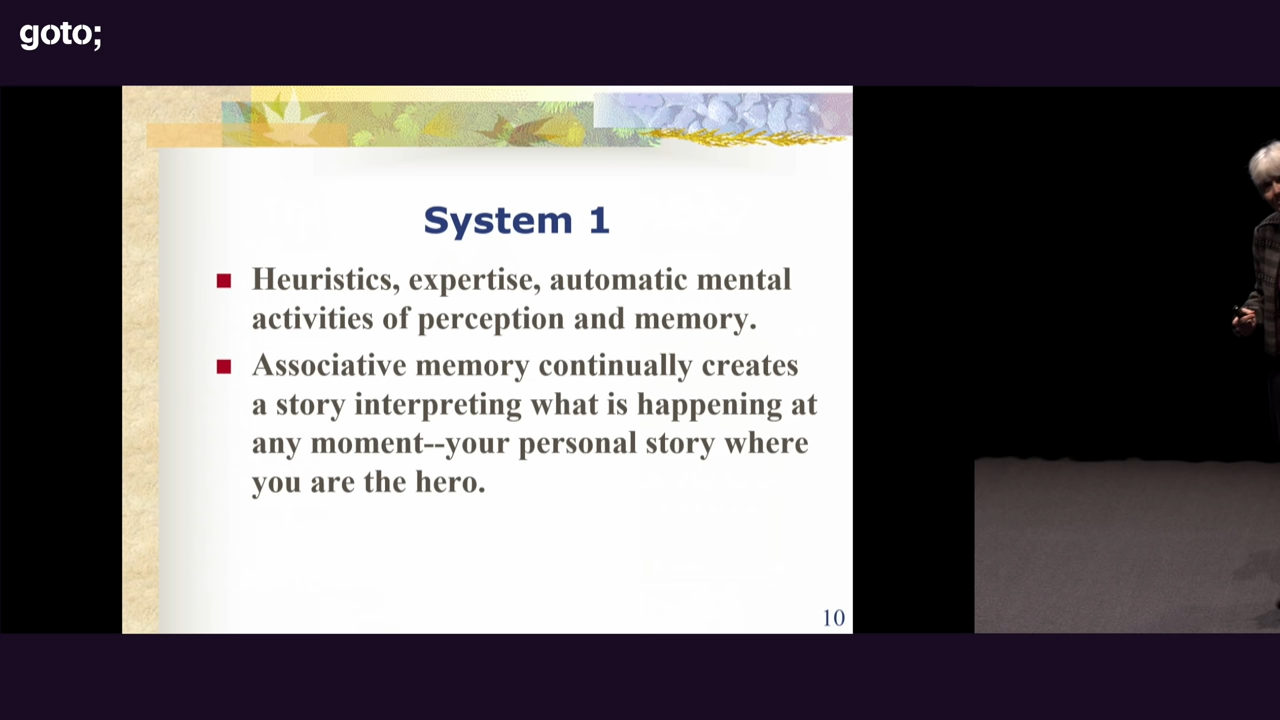 goto;
System 1
Heuristics, expertise, automatic mental
activities of perception and memory.
Associative memory continually creates
a story interpreting what is happening at
any moment--your personal story where
you are the hero.
10